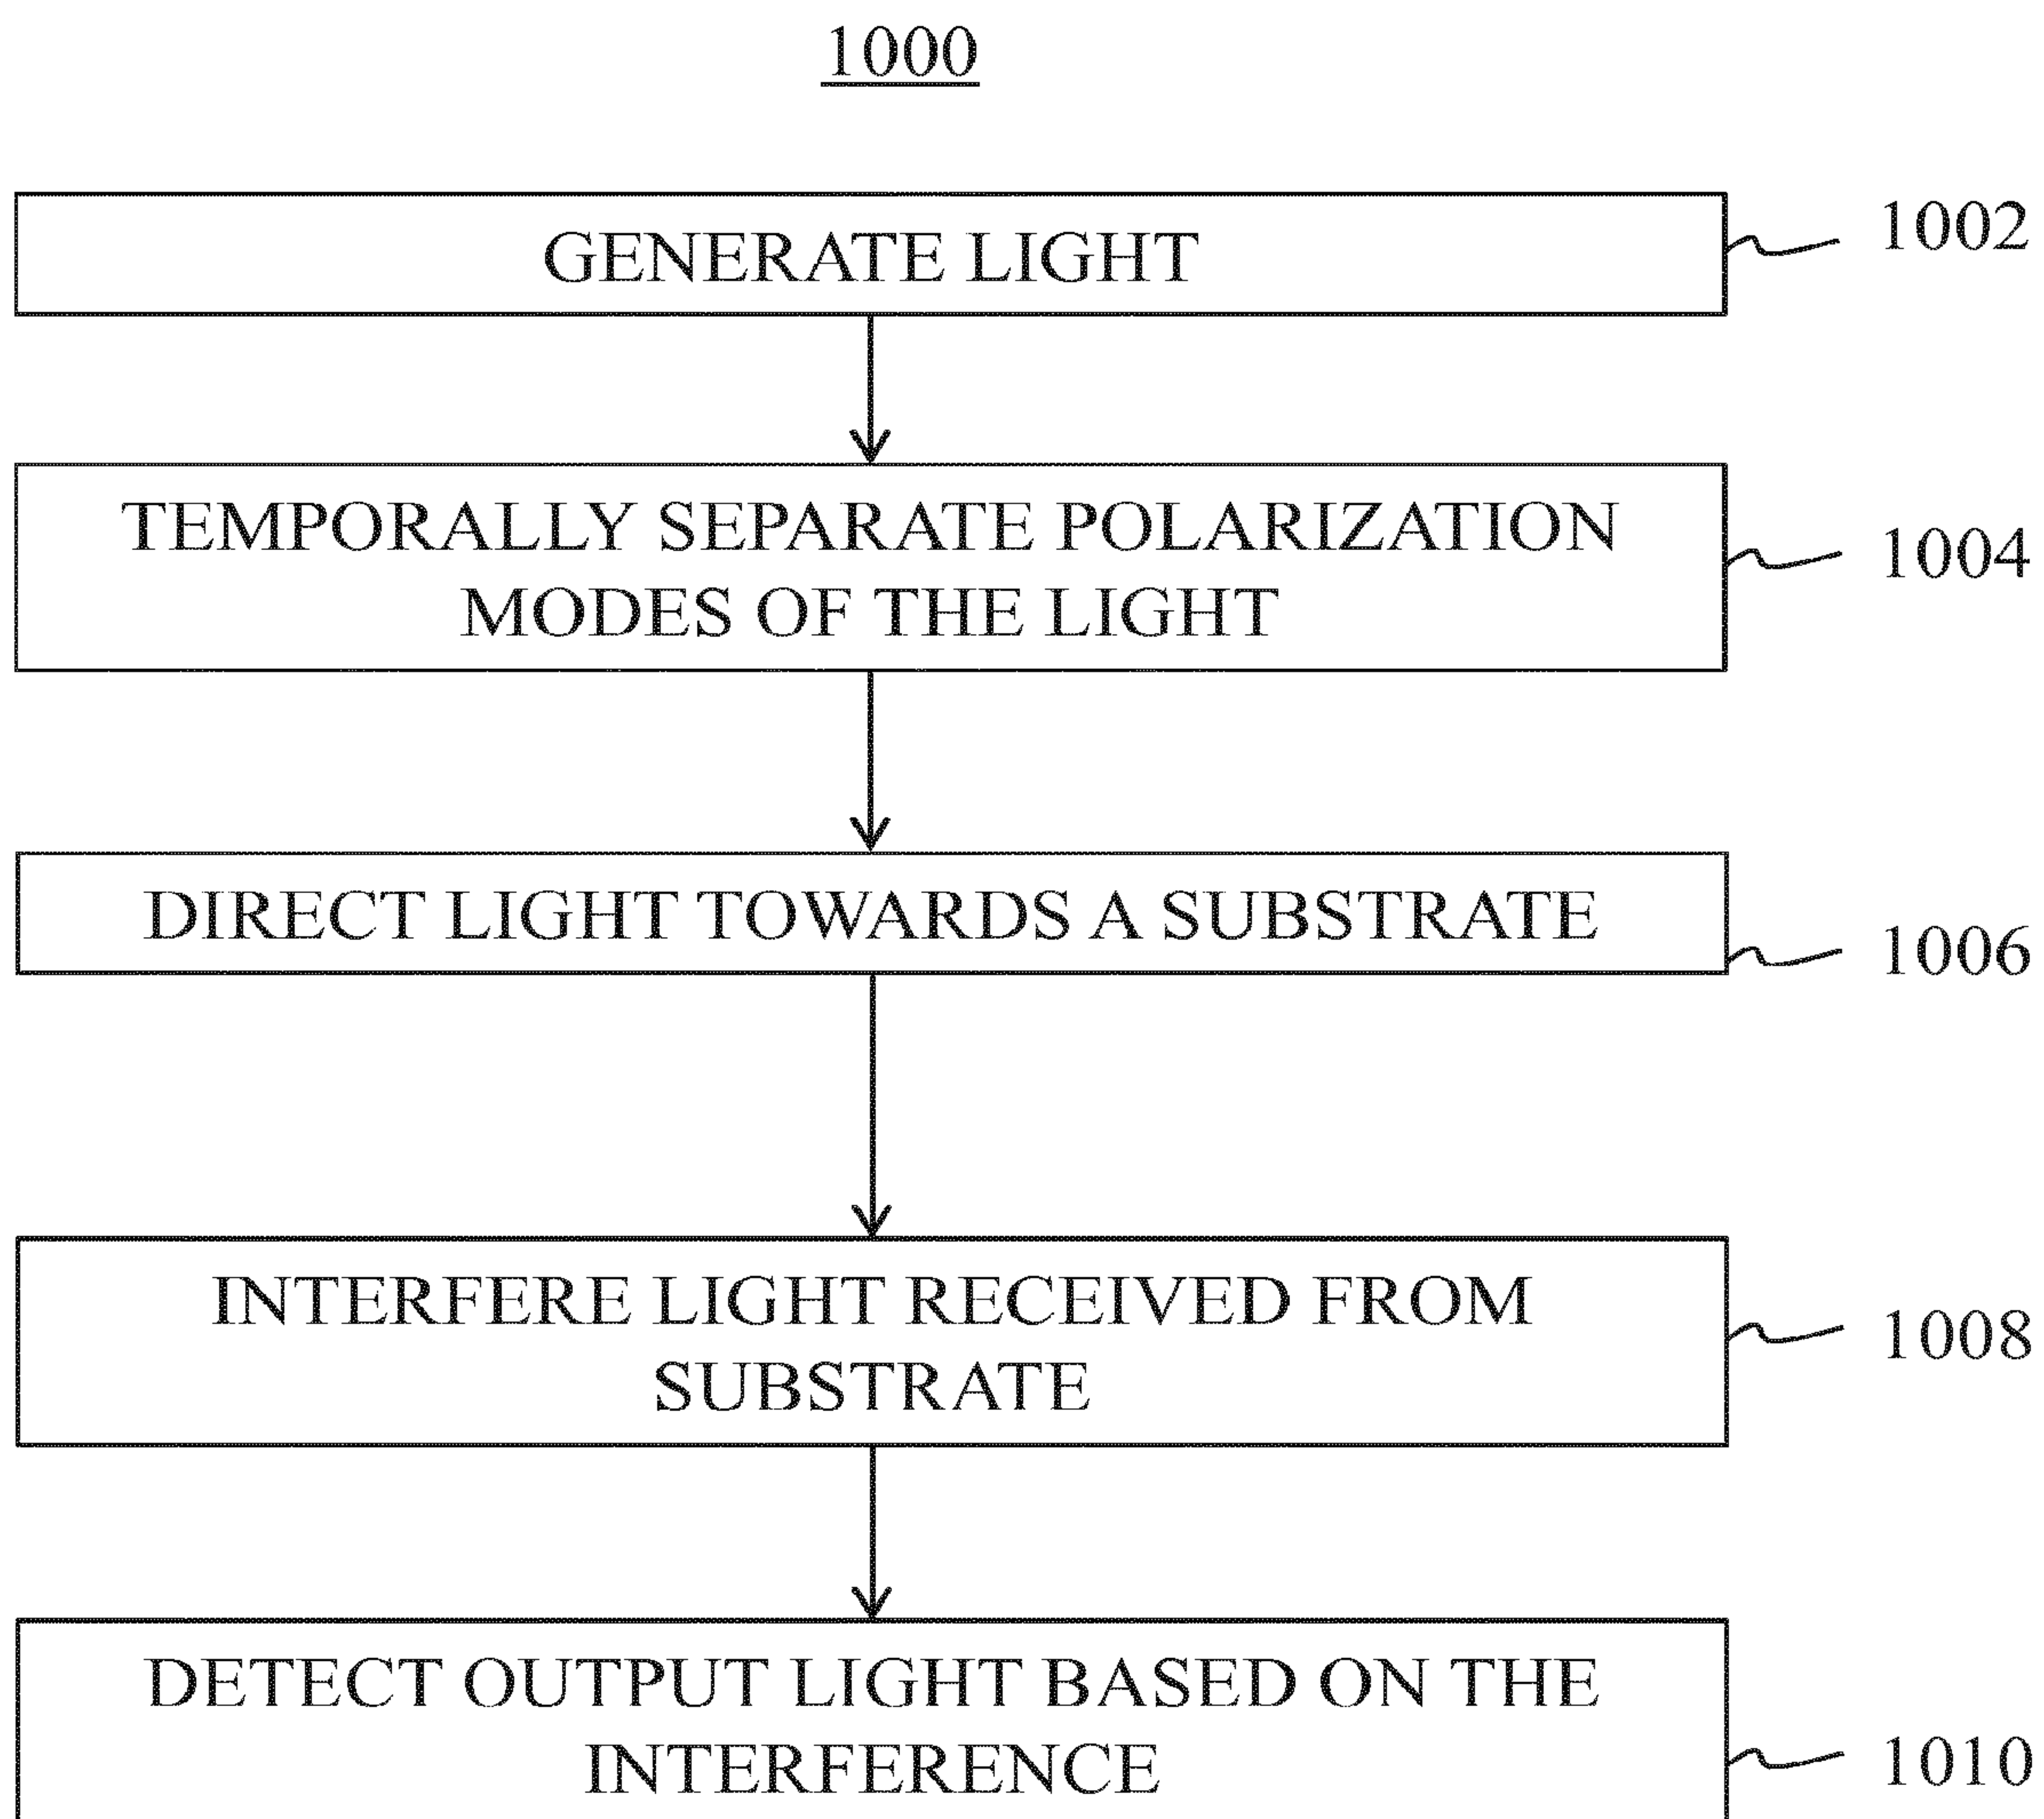 1000
GENERATE LIGHT
1002
TEMPORALLY SEPARATE POLARIZATION
MODES OF THE LIGHT
1004
DIRECT LIGHT TOWARDS A SUBSTRATE
1006
INTERFERE LIGHT RECEIVED FROM
SUBSTRATE
1008
DETECT OUTPUT LIGHT BASED ON THE
INTERFERENCE
1010